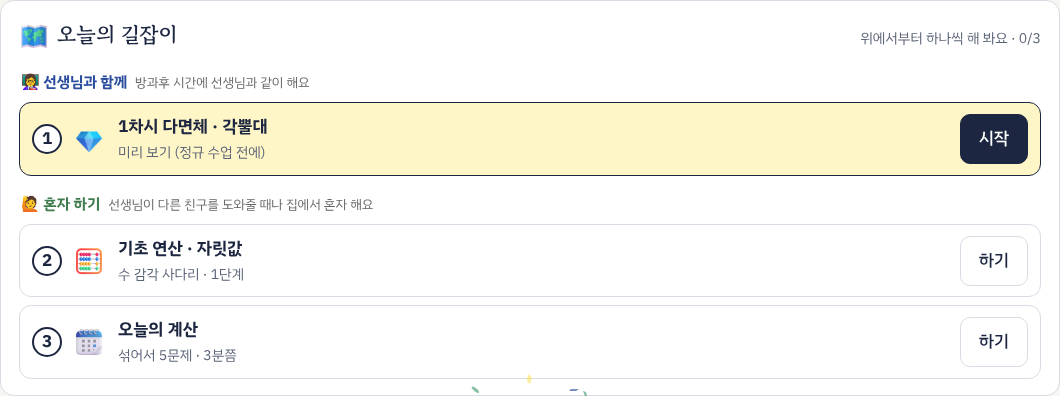 오늘의 길잡이
위에서부터 하나씩 해 봐요 · 0/3
선생님과 함께 방과후 시간에 선생님과 같이 해요
1
1차시 다면체 · 각뿔대
미리 보기 (정규 수업 전에)
시작
혼자 하기 선생님이 다른 친구를 도와줄 때나 집에서 혼자 해요
2
기초 연산 · 자릿값
수 감각 사다리 · 1단계
하기
3
오늘의 계산
섞어서 5문제 · 3분쯤
하기